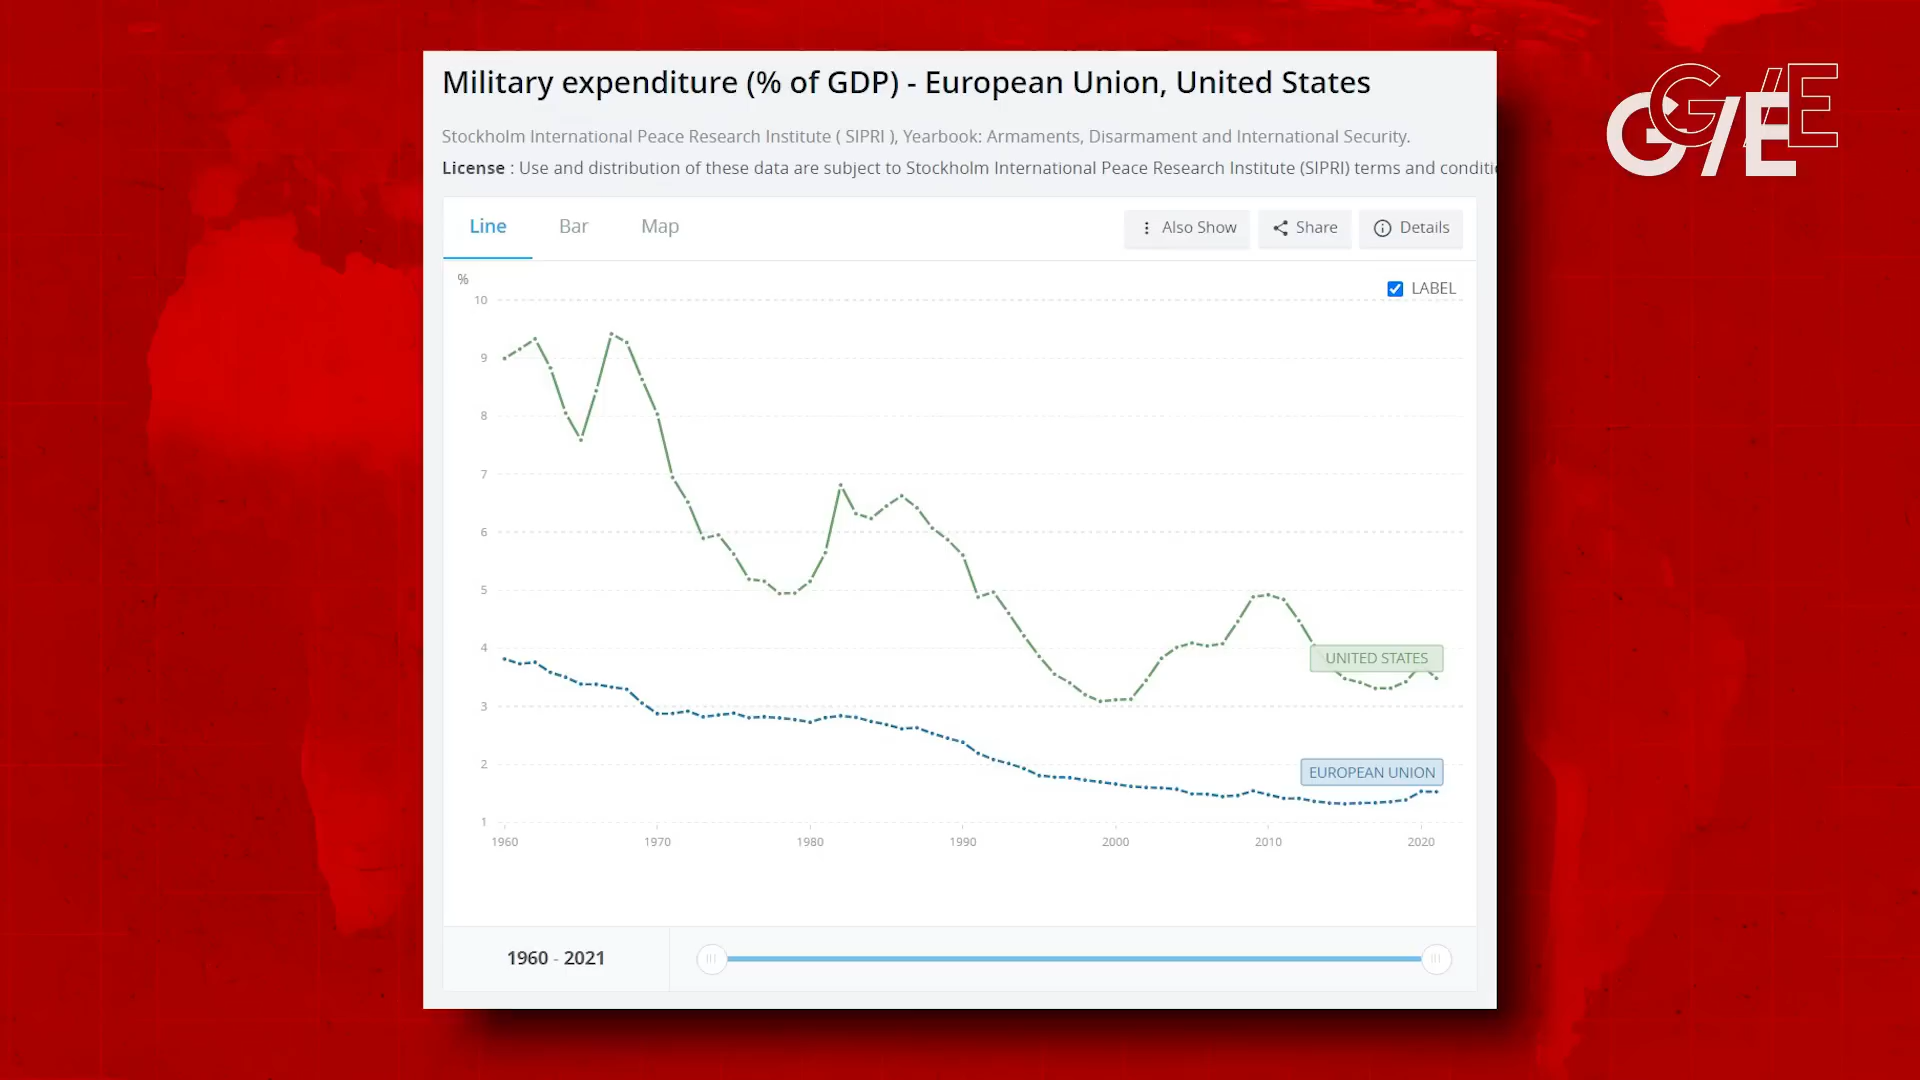 Military expenditure (% of GDP) - European Union, United States
G/E
G/E
Stockholm International Peace Research Institute ( SIPRI ), Yearbook: Armaments, Disarmament and International Security.
License : Use and distribution of these data are subject to Stockholm International Peace Research Institute (SIPRI) terms and conditi
Line Bar Map Also Show Share Details
%
LABEL
10
9
8
7
6
5
4
3
2
1
UNITED STATES
EUROPEAN UNION
1960 1970 1980 1990 2000 2010 2020
1960 - 2021